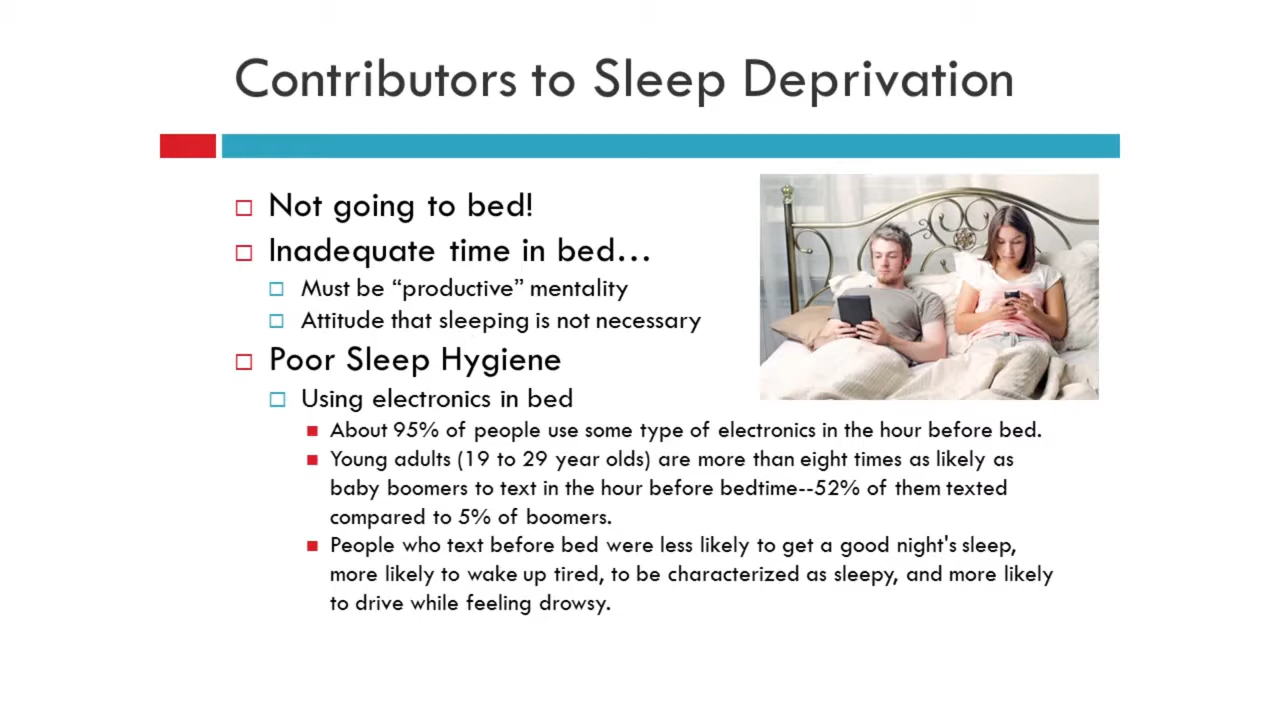 Contributors to Sleep Deprivation
Not going to bed!
Inadequate time in bed…
Must be “productive” mentality
Attitude that sleeping is not necessary
Poor Sleep Hygiene
Using electronics in bed
About 95% of people use some type of electronics in the hour before bed.
Young adults (19 to 29 year olds) are more than eight times as likely as
baby boomers to text in the hour before bedtime--52% of them texted
compared to 5% of boomers.
People who text before bed were less likely to get a good night's sleep,
more likely to wake up tired, to be characterized as sleepy, and more likely
to drive while feeling drowsy.